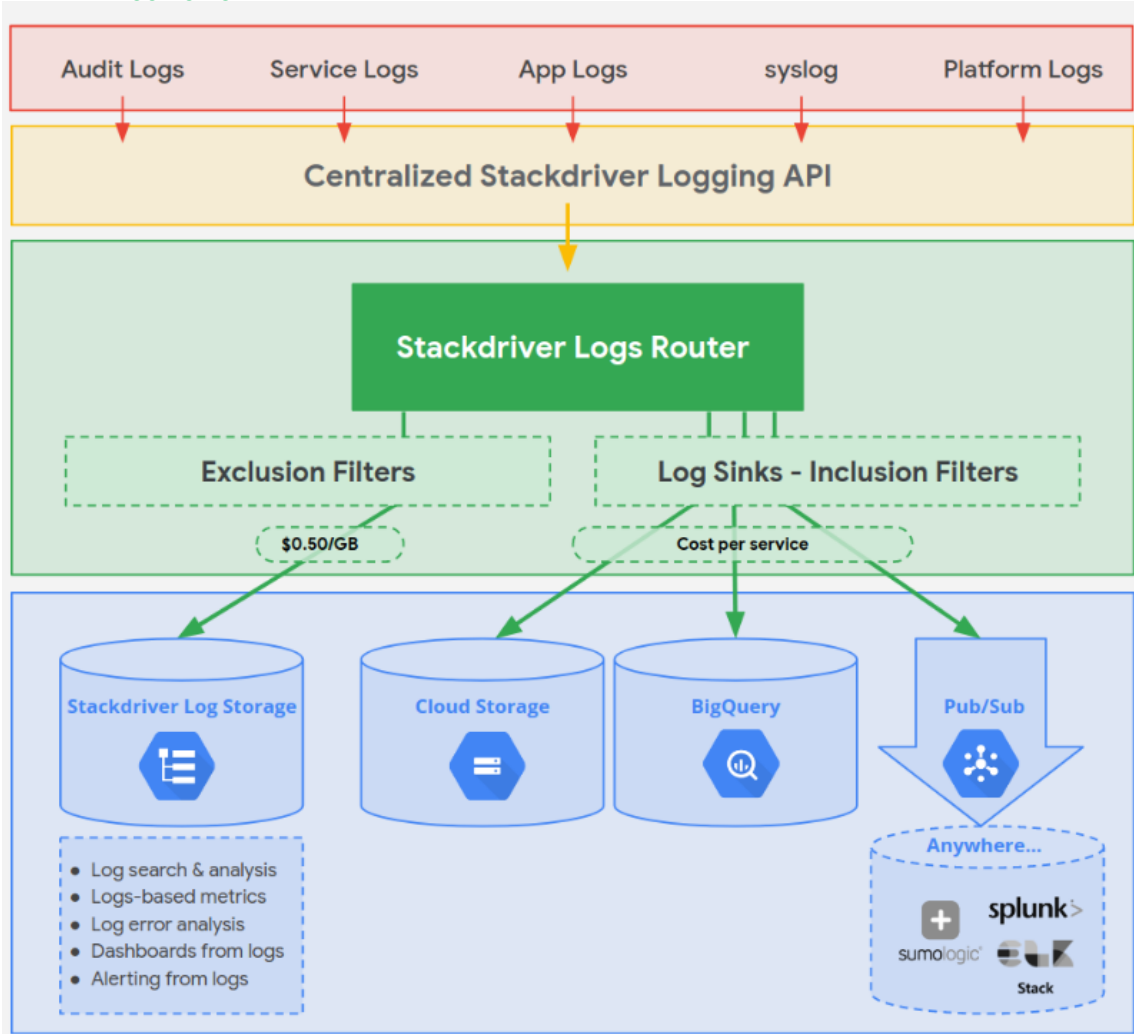 Audit Logs Service Logs App Logs syslog Platform Logs
Centralized Stackdriver Logging API
Stackdriver Logs Router
Exclusion Filters
Log Sinks - Inclusion Filters
$0.50/GB
Cost per service
Stackdriver Log Storage
Cloud Storage
BigQuery
Pub/Sub
• Log search & analysis
• Logs-based metrics
• Log error analysis
• Dashboards from logs
• Alerting from logs
Anywhere...
splunk>
sumologic
ELK
Stack